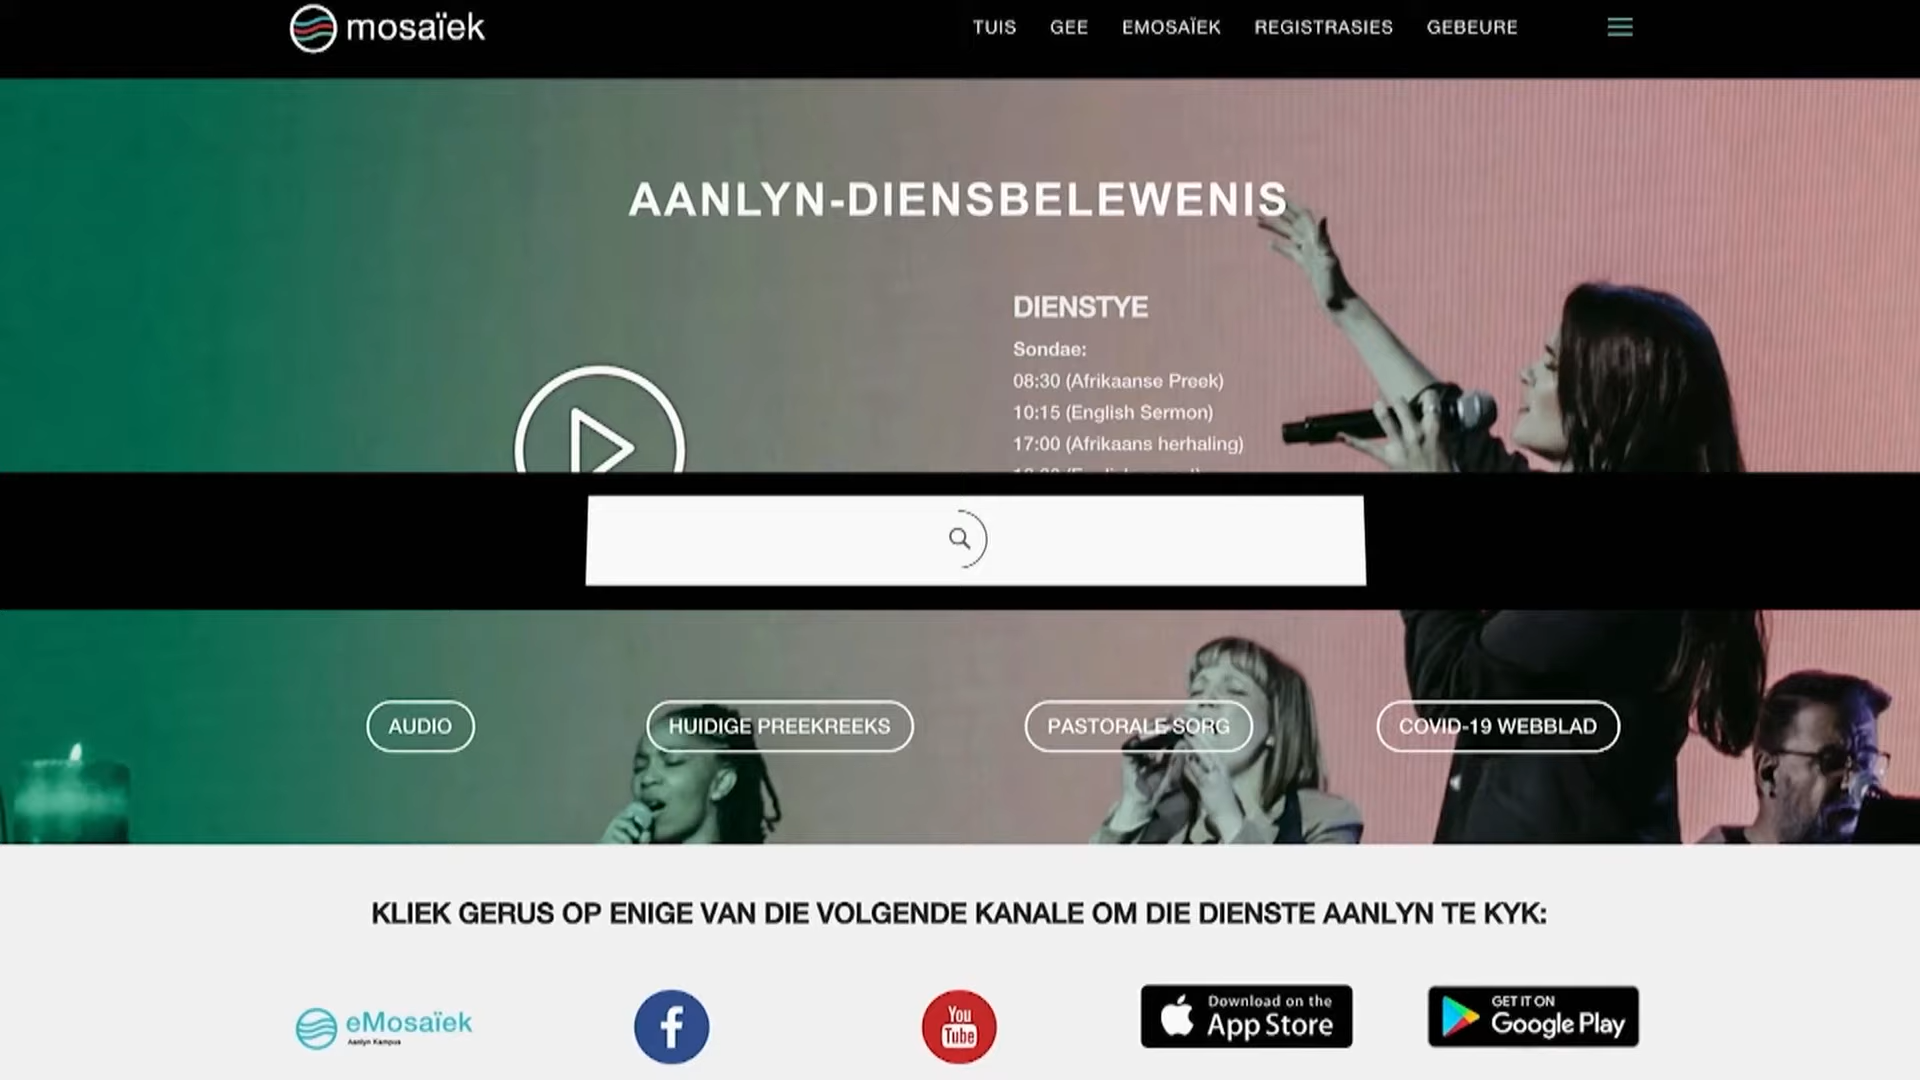 mosaïek
TUIS GEE EMOSAÏEK REGISTRASIES GEBEURE
AANLYN-DIENSBELEWENIS
DIENSTYE
Sondae:
08:30 (Afrikaanse Preek)
10:15 (English Sermon)
17:00 (Afrikaans herhaling)
AUDIO
HUIDIGE PREEKREEKS
PASTORALE SORG
COVID-19 WEBBLAD
KLIEK GERUS OP ENIGE VAN DIE VOLGENDE KANALE OM DIE DIENSTE AANLYN TE KYK:
eMosaïek
Aanlyn Kampus
f
You
Tube
Download on the
App Store
GET IT ON
Google Play